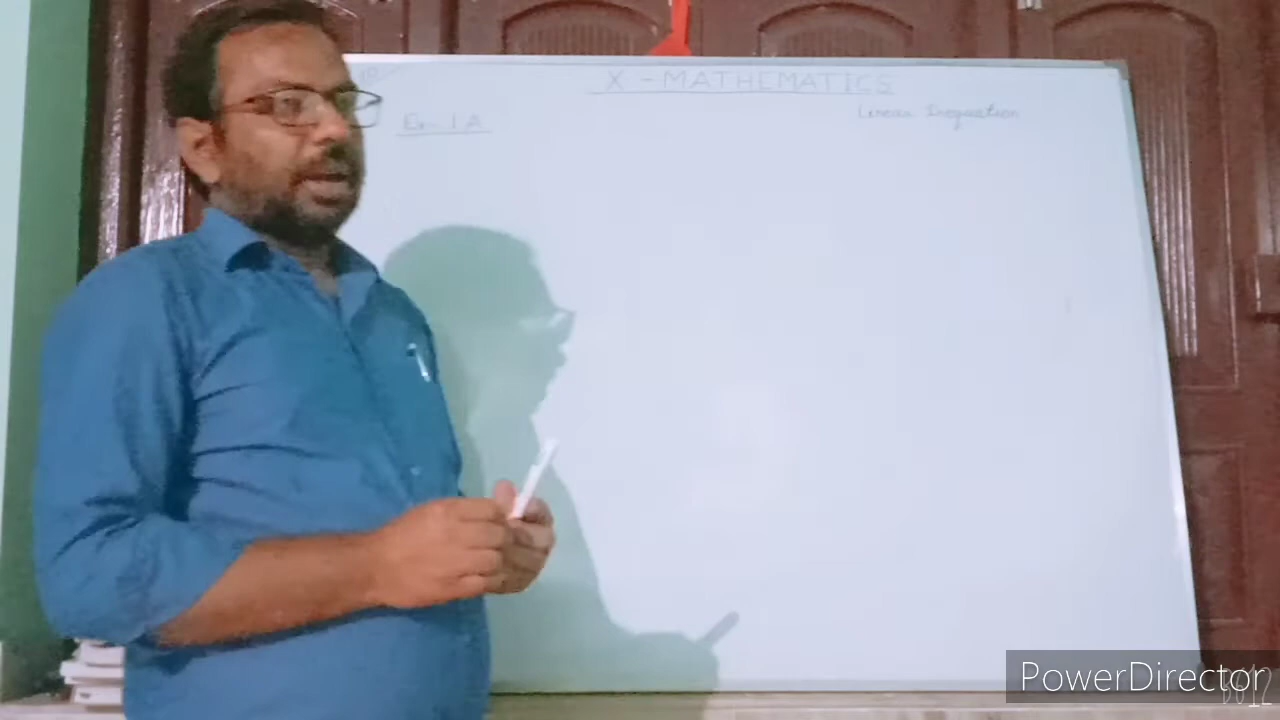 X - MATHEMATICS
Linear Inequation
Ex. 1 A
PowerDirector